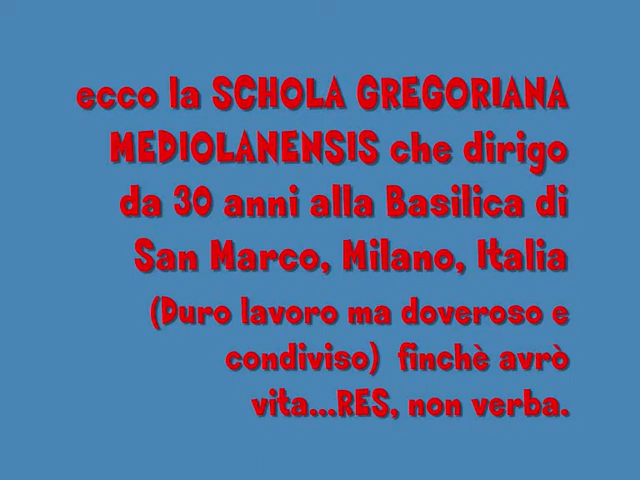 ecco la SCHOLA GREGORIANA
MEDIOLANENSIS che dirigo
da 30 anni alla Basilica di
San Marco, Milano, Italia
(Duro lavoro ma doveroso e
condiviso) finchè avrò
vita...RES, non verba.